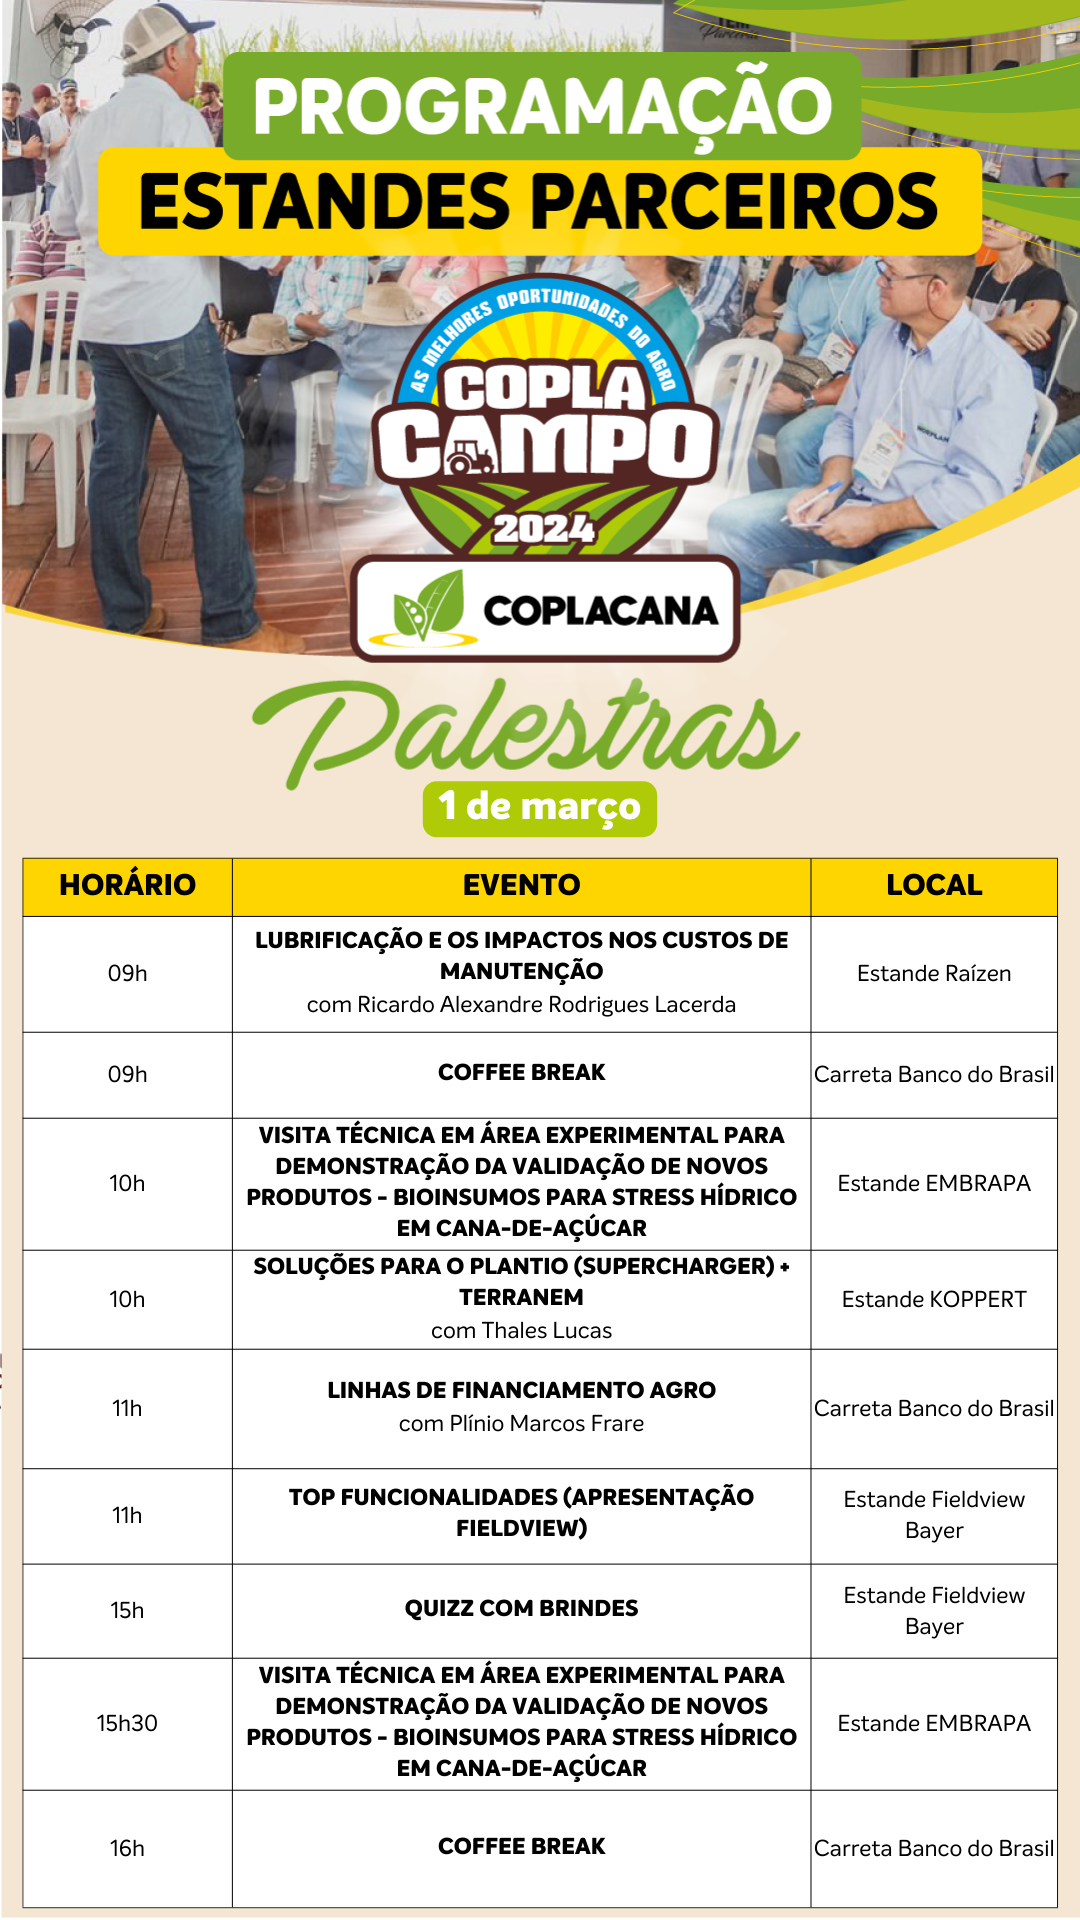 TEM
Parceria
PROGRAMAÇÃO
ESTANDES PARCEIROS
AS MELHORES OPORTUNIDADES DO AGRO
COPLA
CAMPO
2024
COPLACANA
Palestras
1 de março
HORÁRIO EVENTO LOCAL
LUBRIFICAÇÃO E OS IMPACTOS NOS CUSTOS DE
MANUTENÇÃO
com Ricardo Alexandre Rodrigues Lacerda
09h
Estande Raízen
09h COFFEE BREAK Carreta Banco do Brasil
VISITA TÉCNICA EM ÁREA EXPERIMENTAL PARA
DEMONSTRAÇÃO DA VALIDAÇÃO DE NOVOS
PRODUTOS - BIOINSUMOS PARA STRESS HÍDRICO
EM CANA-DE-AÇÚCAR
10h
Estande EMBRAPA
SOLUÇÕES PARA O PLANTIO (SUPERCHARGER) +
TERRANEM
com Thales Lucas
10h
Estande KOPPERT
LINHAS DE FINANCIAMENTO AGRO
com Plínio Marcos Frare
11h
Carreta Banco do Brasil
TOP FUNCIONALIDADES (APRESENTAÇÃO
FIELDVIEW)
11h
Estande Fieldview
Bayer
15h
QUIZZ COM BRINDES
Estande Fieldview
Bayer
VISITA TÉCNICA EM ÁREA EXPERIMENTAL PARA
DEMONSTRAÇÃO DA VALIDAÇÃO DE NOVOS
PRODUTOS - BIOINSUMOS PARA STRESS HÍDRICO
EM CANA-DE-AÇÚCAR
15h30
Estande EMBRAPA
16h COFFEE BREAK Carreta Banco do Brasil